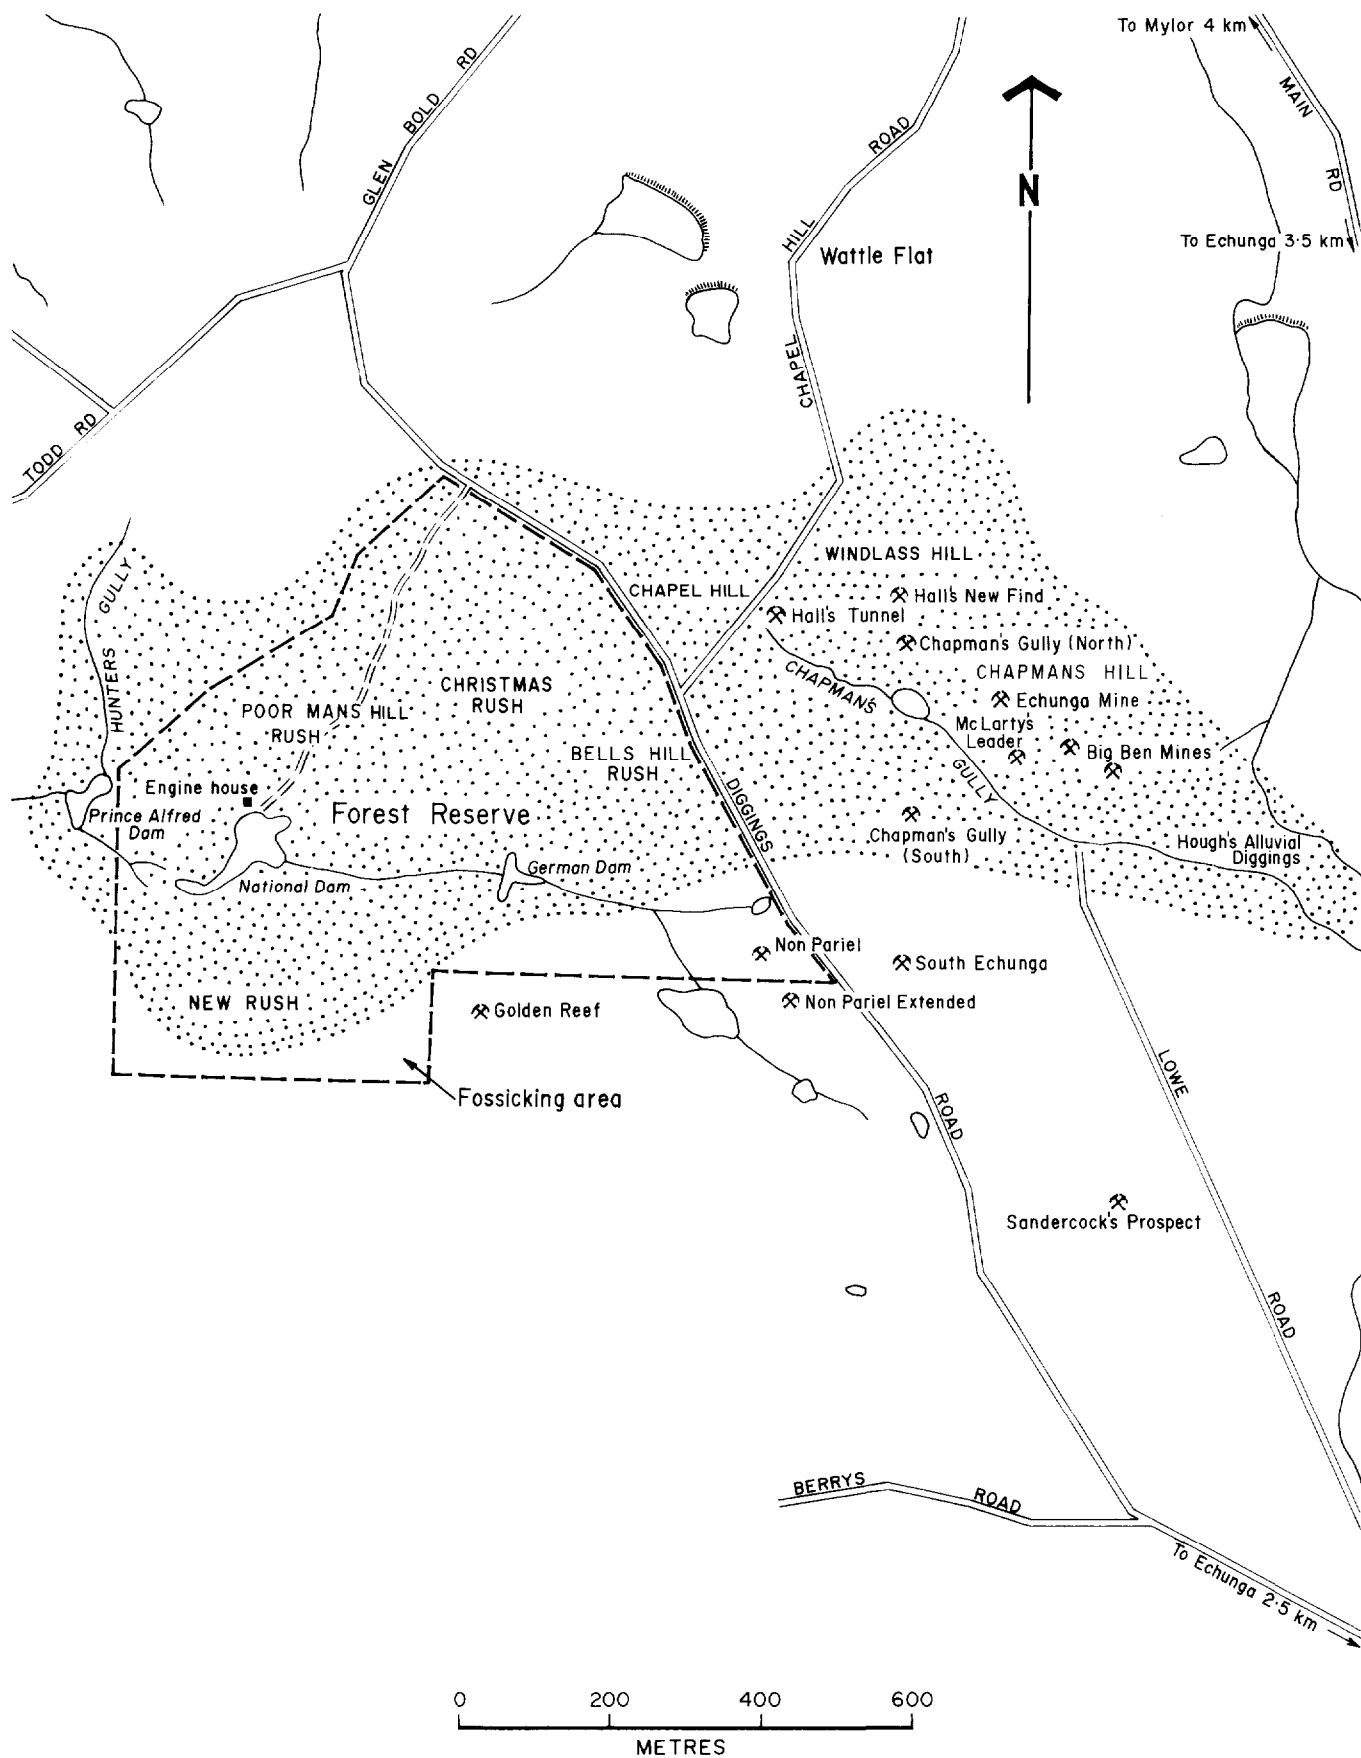 To Mylor 4 km
MAIN RD
To Echunga 3·5 km
GLEN BOLD RD
CHAPEL HILL ROAD
N
Wattle Flat
TODD RD
HUNTERS GULLY
WINDLASS HILL
CHAPEL HILL
Hall's New Find
Hall's Tunnel
Chapman's Gully (North)
CHAPMANS HILL
CHAPMAN'S GULLY
Echunga Mine
McLarty's
Leader
Big Ben Mines
CHRISTMAS
RUSH
POOR MANS HILL
RUSH
BELLS HILL
RUSH
Engine house
Prince Alfred
Dam
Forest Reserve
DIGGINGS ROAD
Chapman's Gully
(South)
Hough's Alluvial
Diggings
National Dam
German Dam
Non Pariel
South Echunga
NEW RUSH
Golden Reef
Non Pariel Extended
Fossicking area
LOWE ROAD
Sandercock's Prospect
BERRYS ROAD
To Echunga 2·5 km
0 200 400 600
METRES